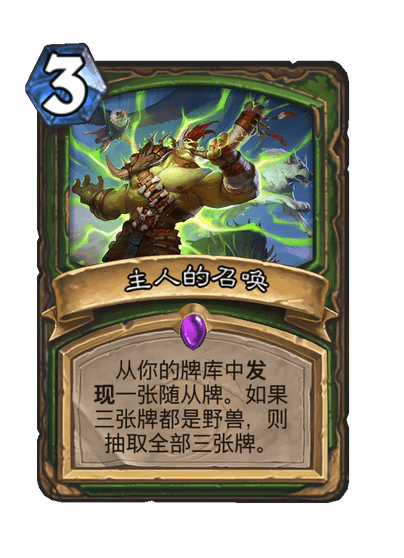 3
主人的召唤
从你的牌库中发
现一张随从牌。如果
三张牌都是野兽，则
抽取全部三张牌。